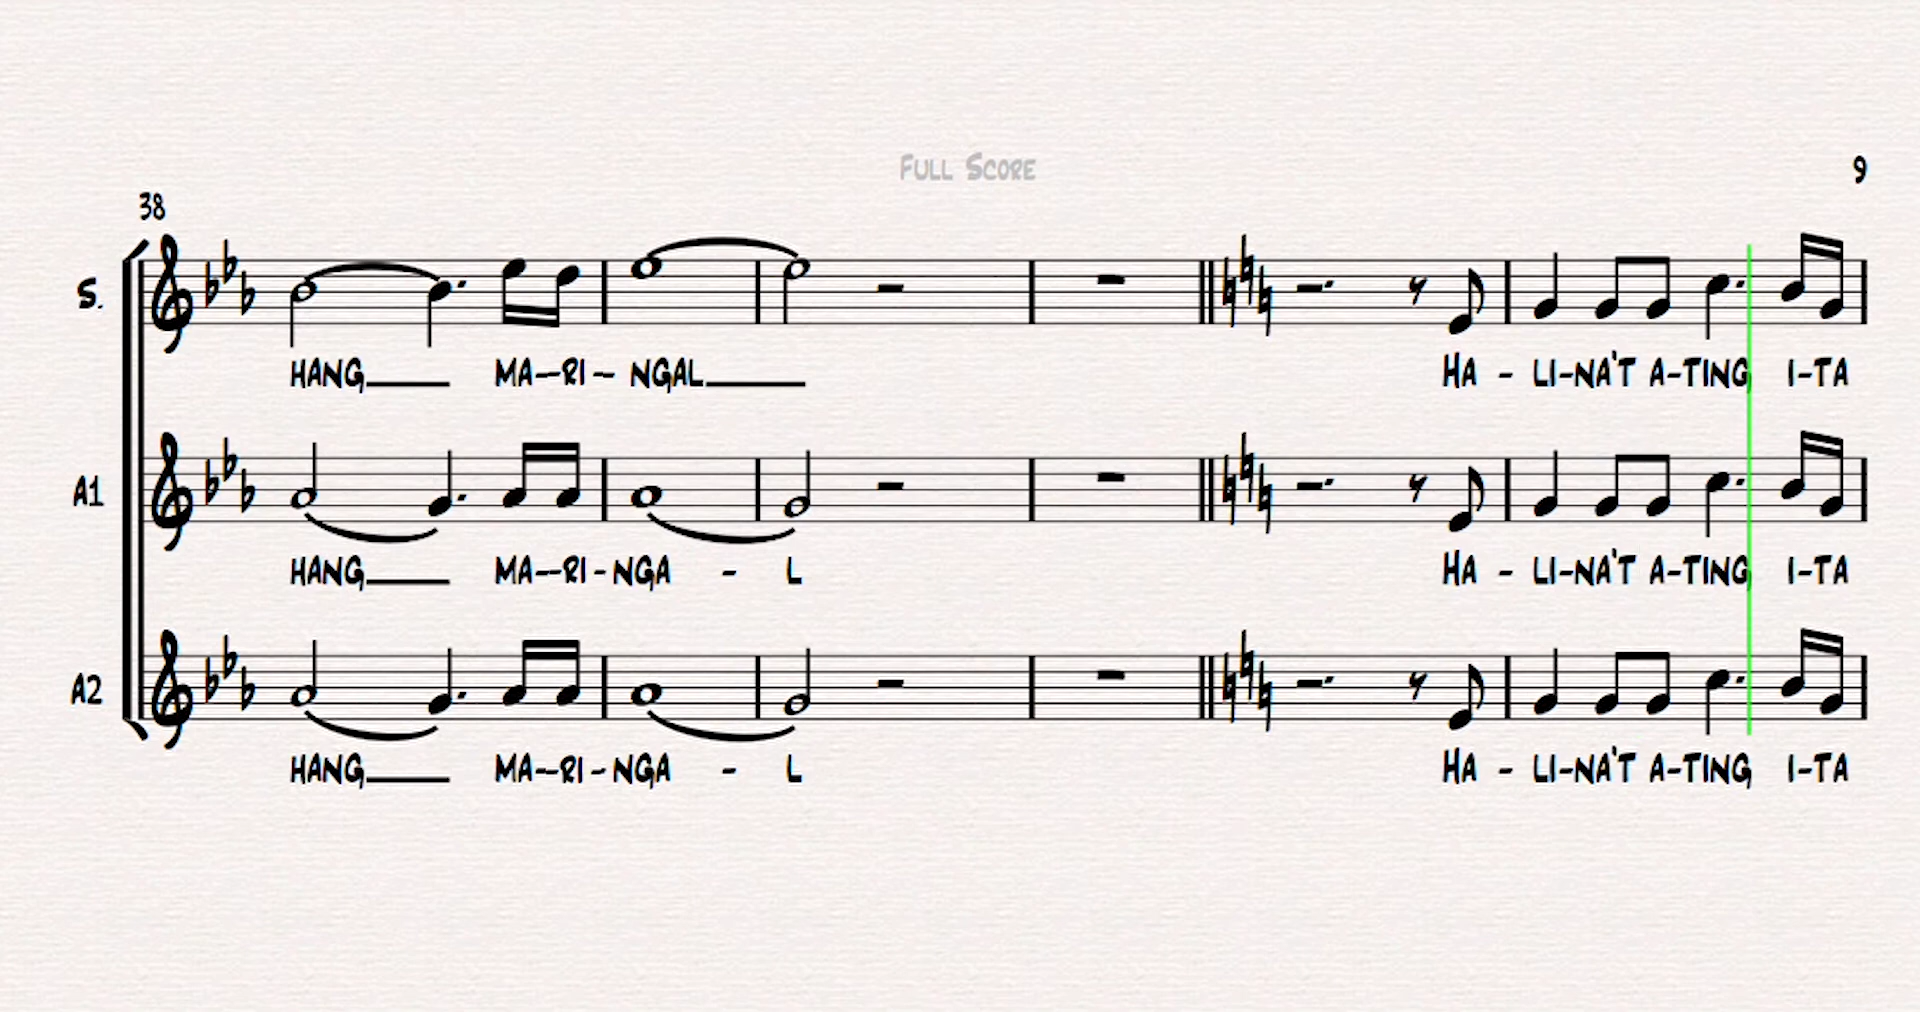 FULL SCORE
9
38
S.
HANG MA-RI-NGAL HA-LI-NA'T A-TING I-TA
A1
HANG MA-RI-NGA-L HA-LI-NA'T A-TING I-TA
A2
HANG MA-RI-NGA-L HA-LI-NA'T A-TING I-TA